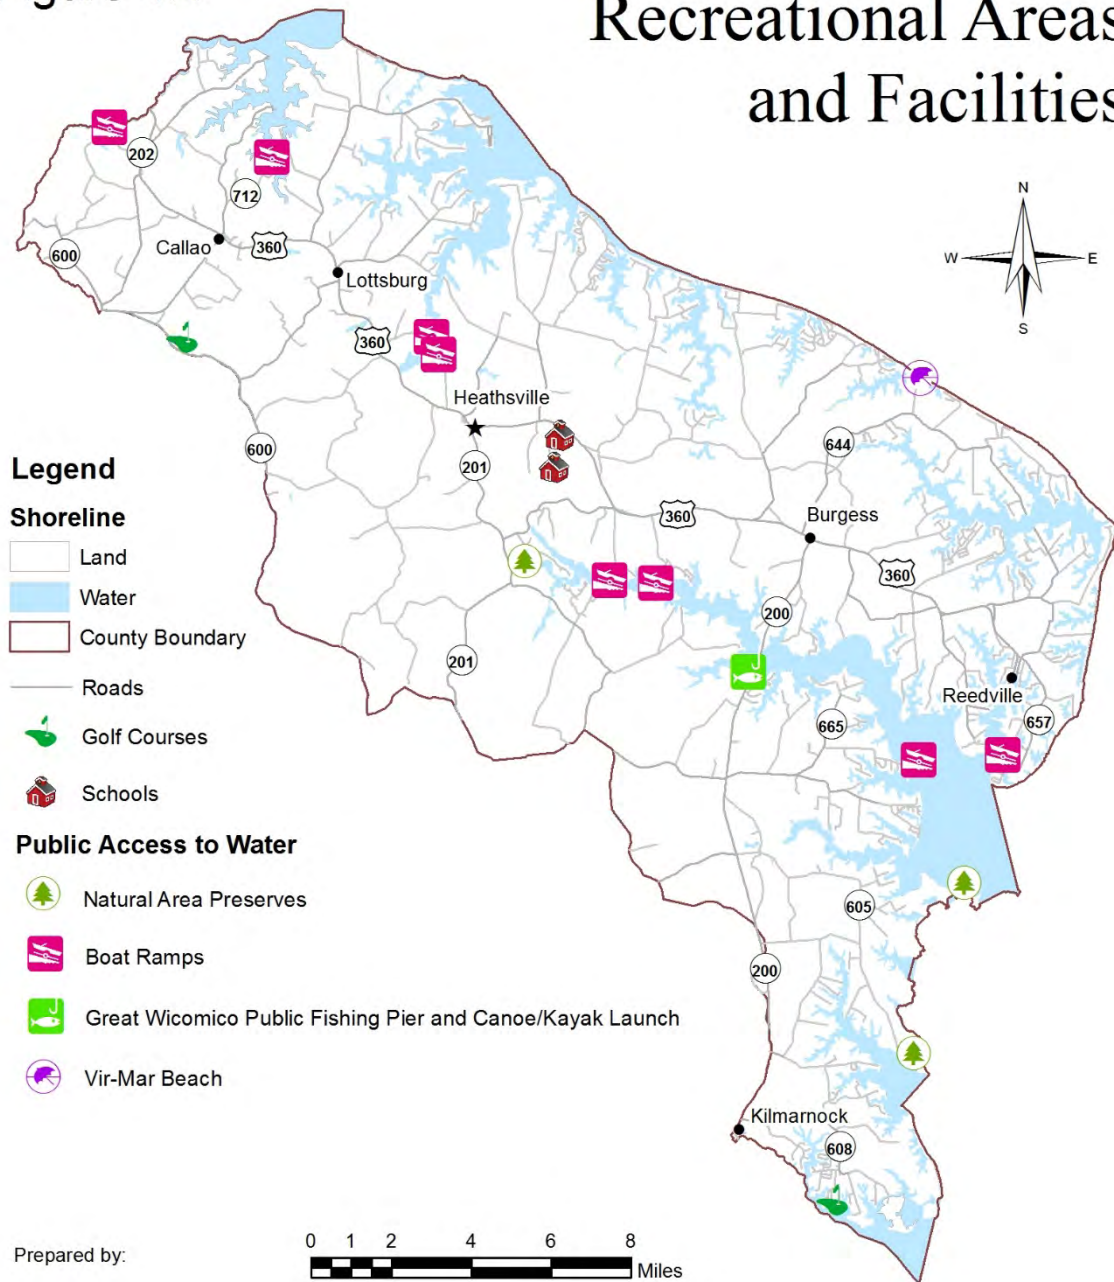 Recreational Areas
and Facilities
202
712
600
Callao
360
Lottsburg
360
Heathsville
600
201
644
360
Burgess
360
200
201
Reedville
665
657
605
200
Kilmarnock
608
N
W E
S
Legend
Shoreline
Land
Water
County Boundary
Roads
Golf Courses
Schools
Public Access to Water
Natural Area Preserves
Boat Ramps
Great Wicomico Public Fishing Pier and Canoe/Kayak Launch
Vir-Mar Beach
Prepared by:
0 1 2 4 6 8
Miles